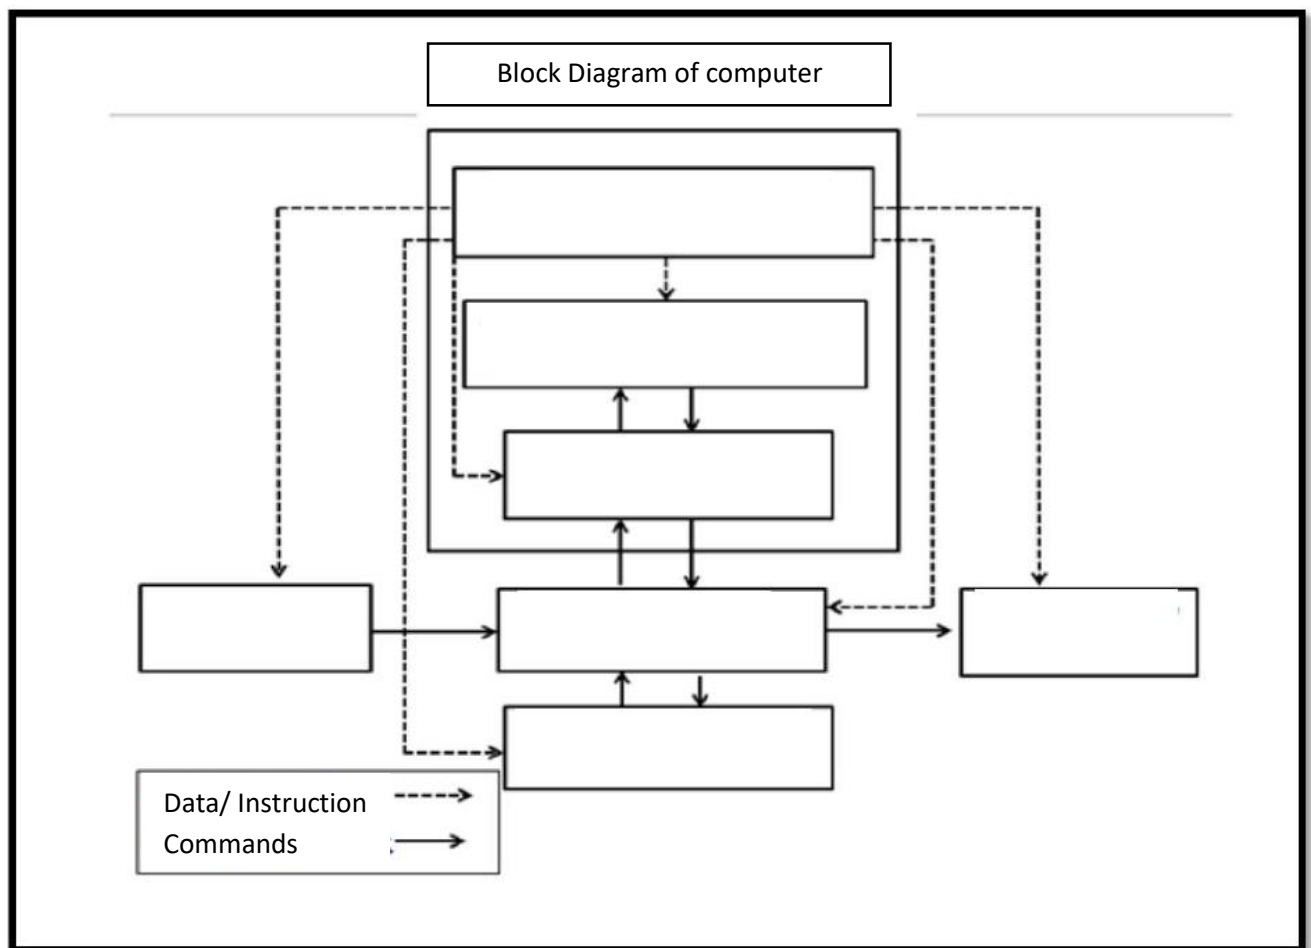 Block Diagram of computer
Data/ Instruction
Commands